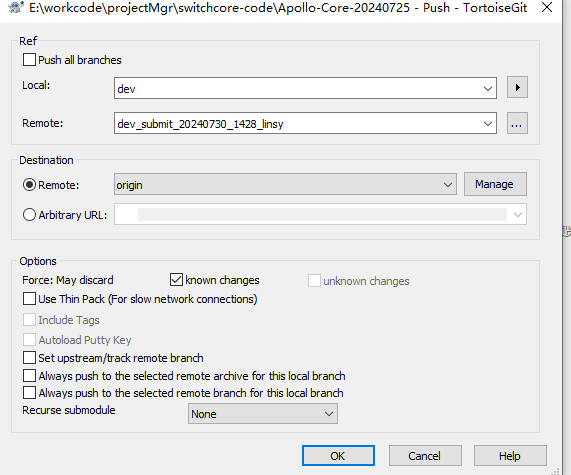 E:\workcode\projectMgr\switchcore-code\Apollo-Core-20240725 - Push - TortoiseGit
Ref
Push all branches
Local:
dev
Remote:
dev_submit_20240730_1428_linsy
...
Destination
Remote:
origin
Manage
Arbitrary URL:
Options
Force: May discard
known changes
unknown changes
Use Thin Pack (For slow network connections)
Include Tags
Autoload Putty Key
Set upstream/track remote branch
Always push to the selected remote archive for this local branch
Always push to the selected remote branch for this local branch
Recurse submodule
None
OK
Cancel
Help